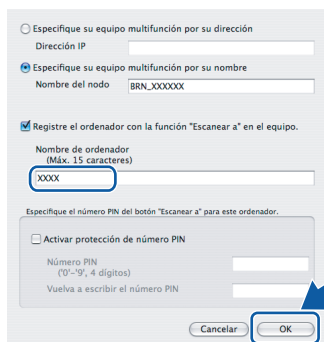 Especifique su equipo multifunción por su dirección
Dirección IP
Especifique su equipo multifunción por su nombre
Nombre del nodo BRN_XXXXXX
Registre el ordenador con la función "Escanear a" en el equipo.
Nombre de ordenador
(Máx. 15 caracteres)
XXXX
Especifique el número PIN del botón "Escanear a" para este ordenador.
Activar protección de número PIN
Número PIN
('0'-'9', 4 dígitos)
Vuelva a escribir el número PIN
Cancelar OK